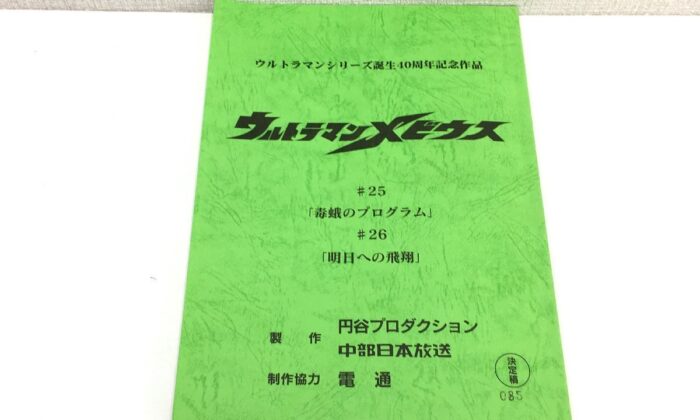 ウルトラマンシリーズ誕生40周年記念作品
ウルトラマンメビウス
＃25
「毒蛾のプログラム」
＃26
「明日への飛翔」
製作 円谷プロダクション
中部日本放送
制作協力 電通
決定稿
085